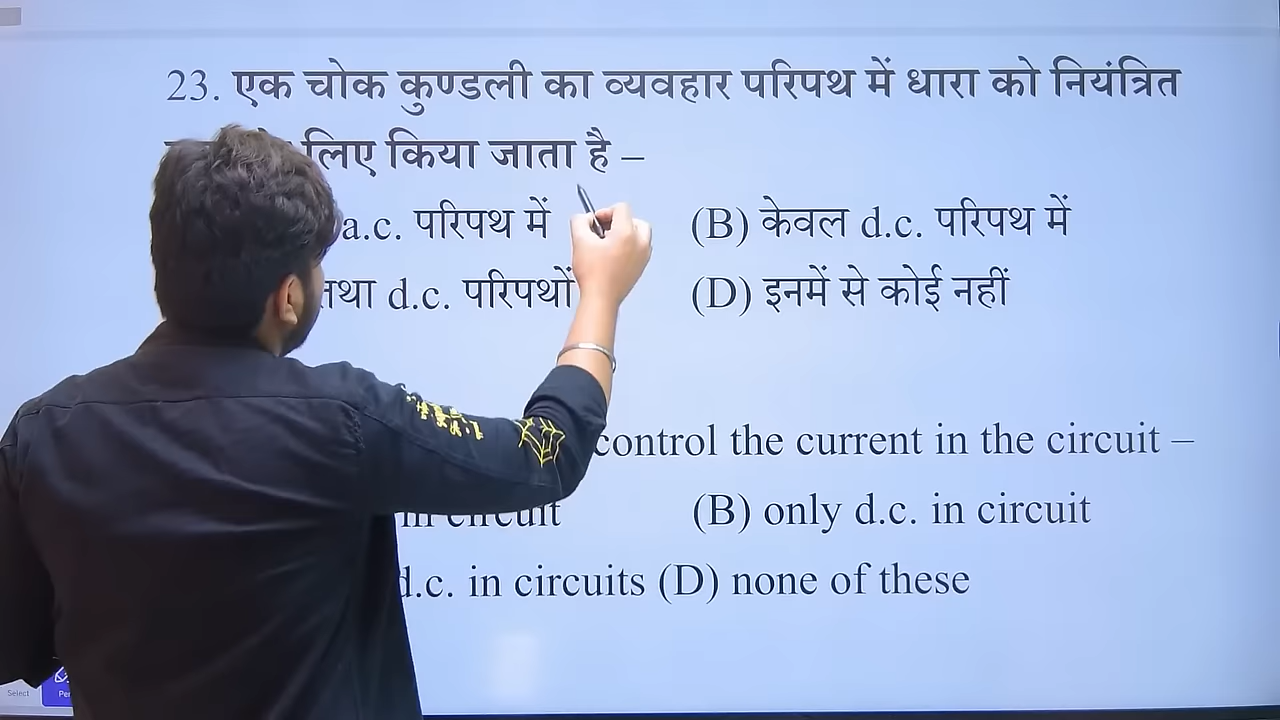 23. एक चोक कुण्डली का व्यवहार परिपथ में धारा को नियंत्रित
लिए किया जाता है –
a.c. परिपथ में (B) केवल d.c. परिपथ में
तथा d.c. परिपथों (D) इनमें से कोई नहीं
control the current in the circuit –
in circuit (B) only d.c. in circuit
d.c. in circuits (D) none of these
Select